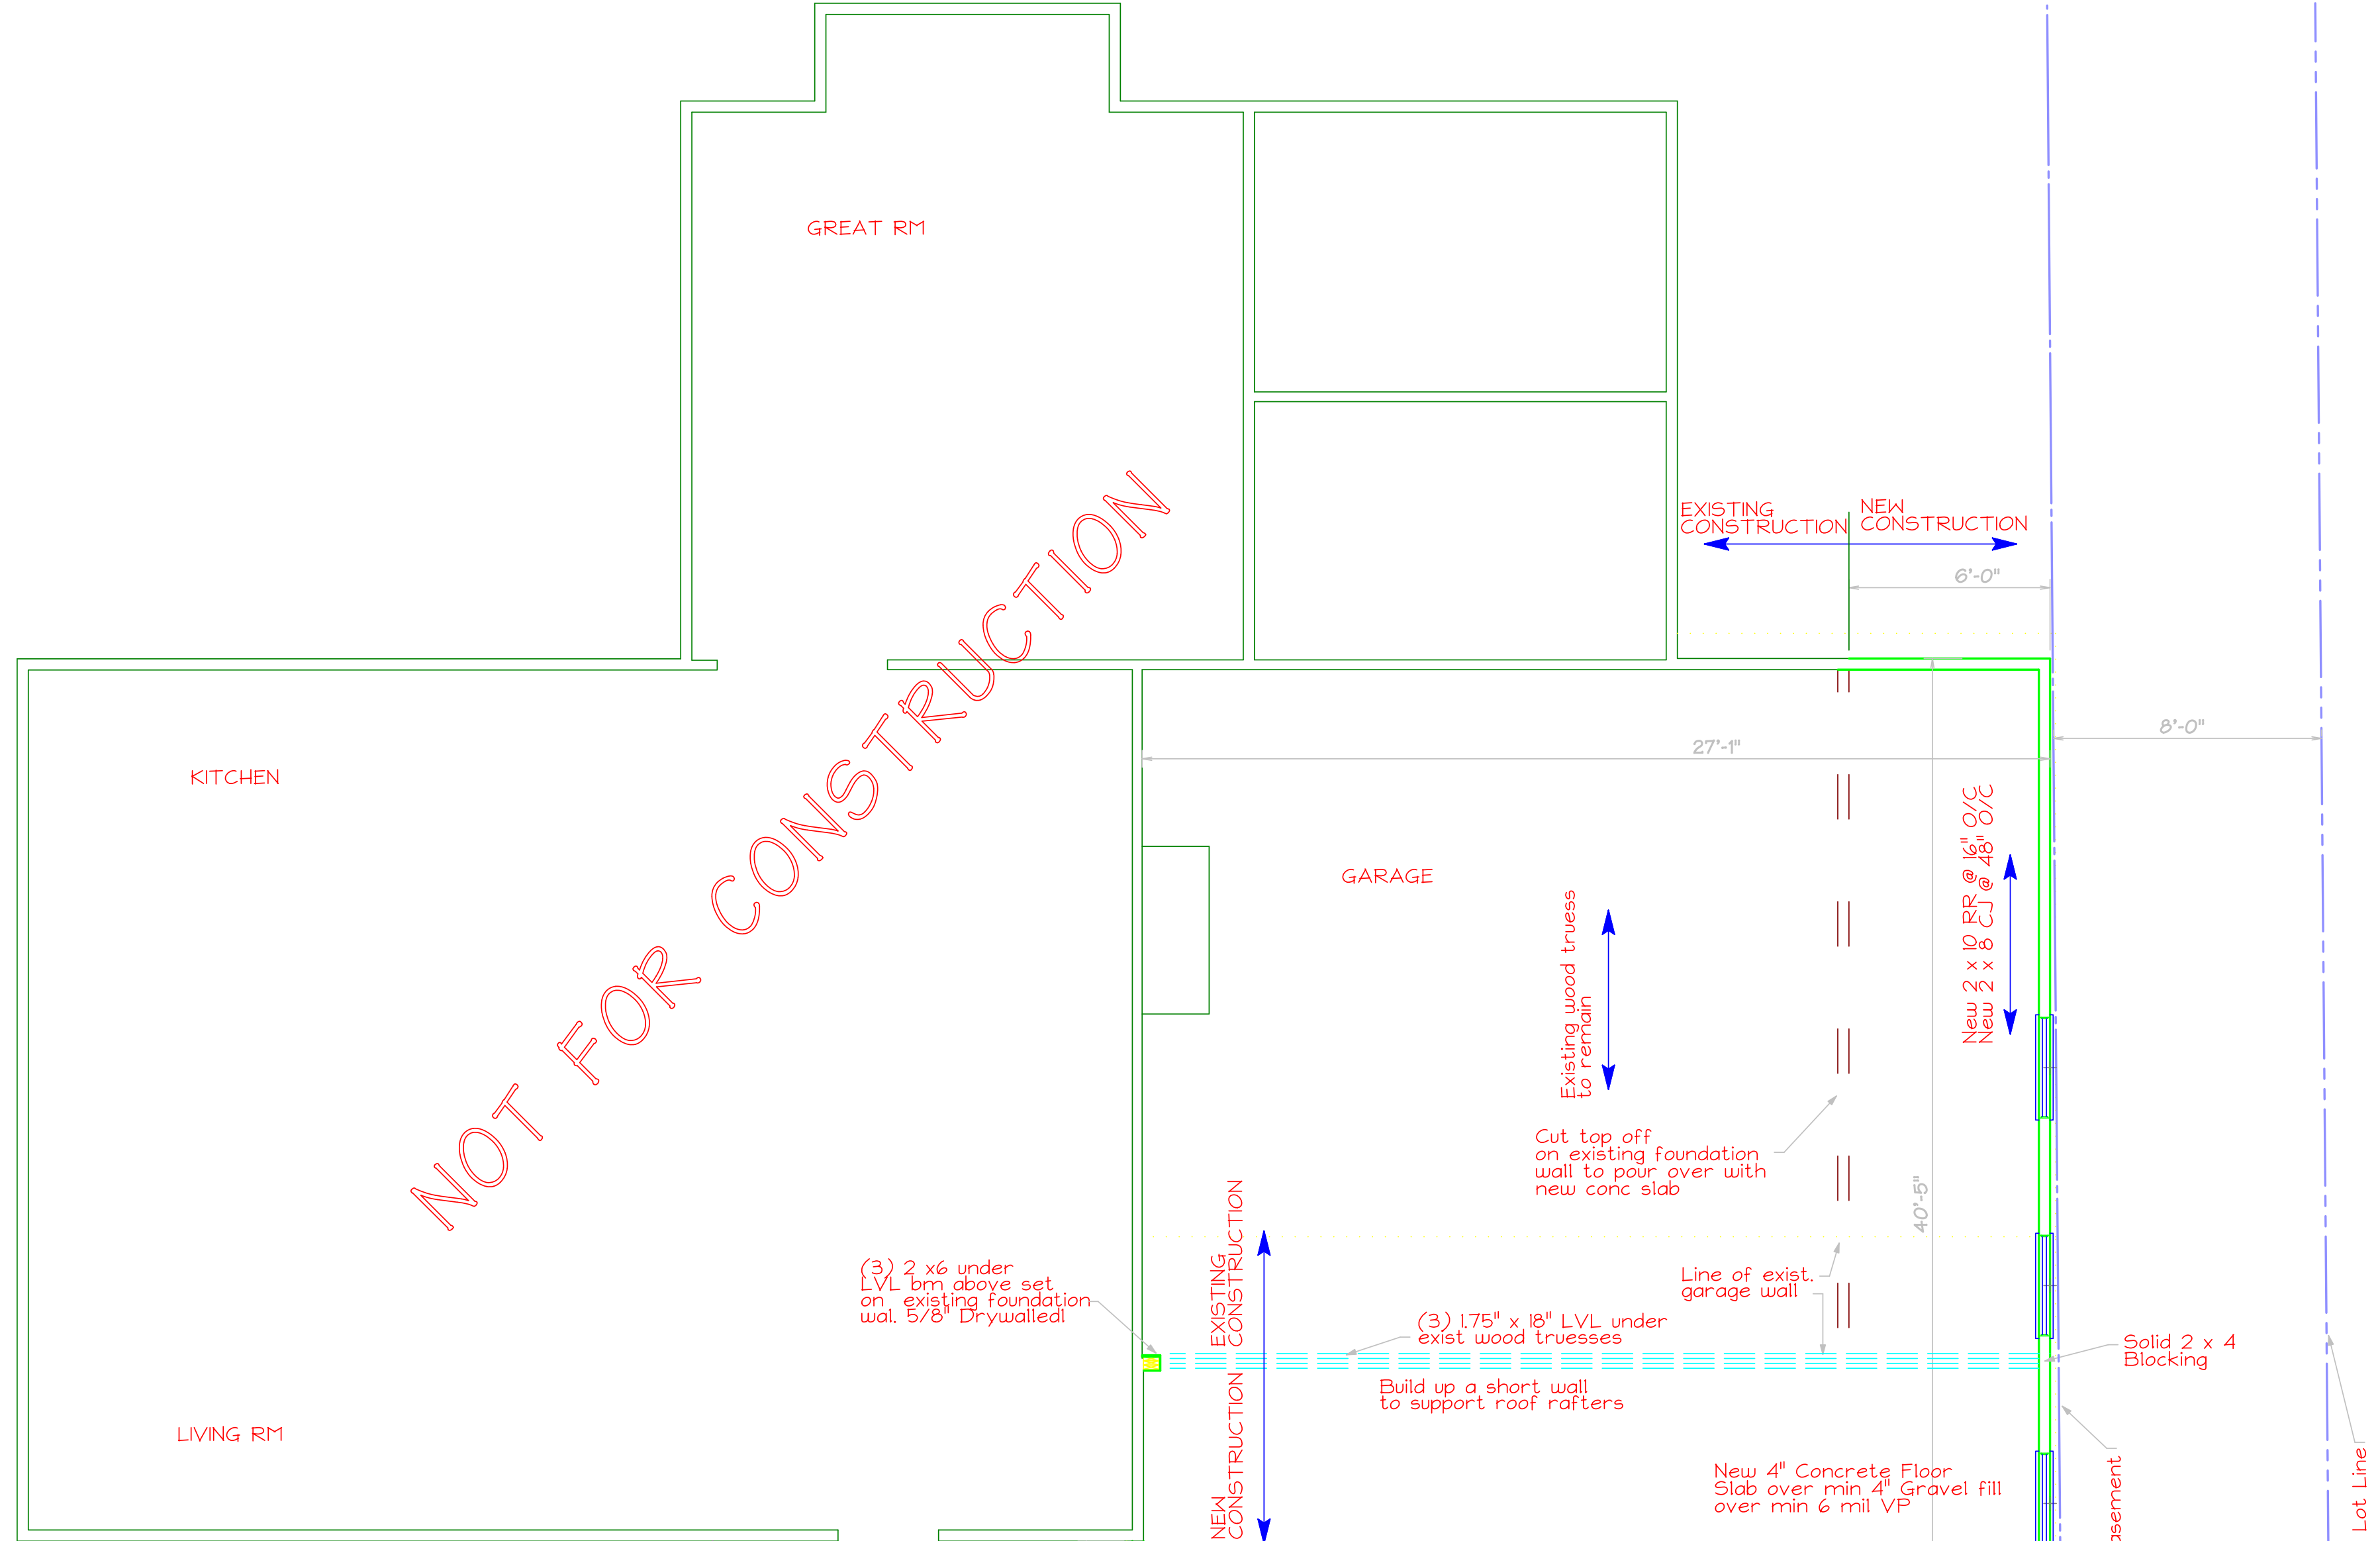 GREAT RM
EXISTING
CONSTRUCTION
NEW
CONSTRUCTION
6'-0"
8'-0"
27'-1"
KITCHEN
NOT FOR CONSTRUCTION
GARAGE
New 2 x 10 RR @ 16" O/C
New 2 x 8 CJ @ 48" O/C
Existing wood truess
to remain
Cut top off
on existing foundation
wall to pour over with
new conc slab
40'-5"
EXISTING
CONSTRUCTION
(3) 2 x6 under
LVL bm above set
on existing foundation
wal. 5/8" Drywalledl
Line of exist.
garage wall
(3) 1.75" x 18" LVL under
exist wood truesses
Solid 2 x 4
Blocking
Build up a short wall
to support roof rafters
NEW
CONSTRUCTION
LIVING RM
New 4" Concrete Floor
Slab over min 4" Gravel fill
over min 6 mil VP
asement
Lot Line